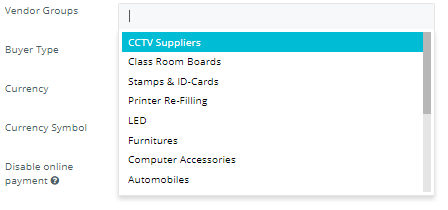 Vendor Groups
CCTV Suppliers
Buyer Type
Class Room Boards
Stamps & ID-Cards
Currency
Printer Re-Filling
LED
Currency Symbol
Furnitures
Computer Accessories
Disable online
payment
Automobiles